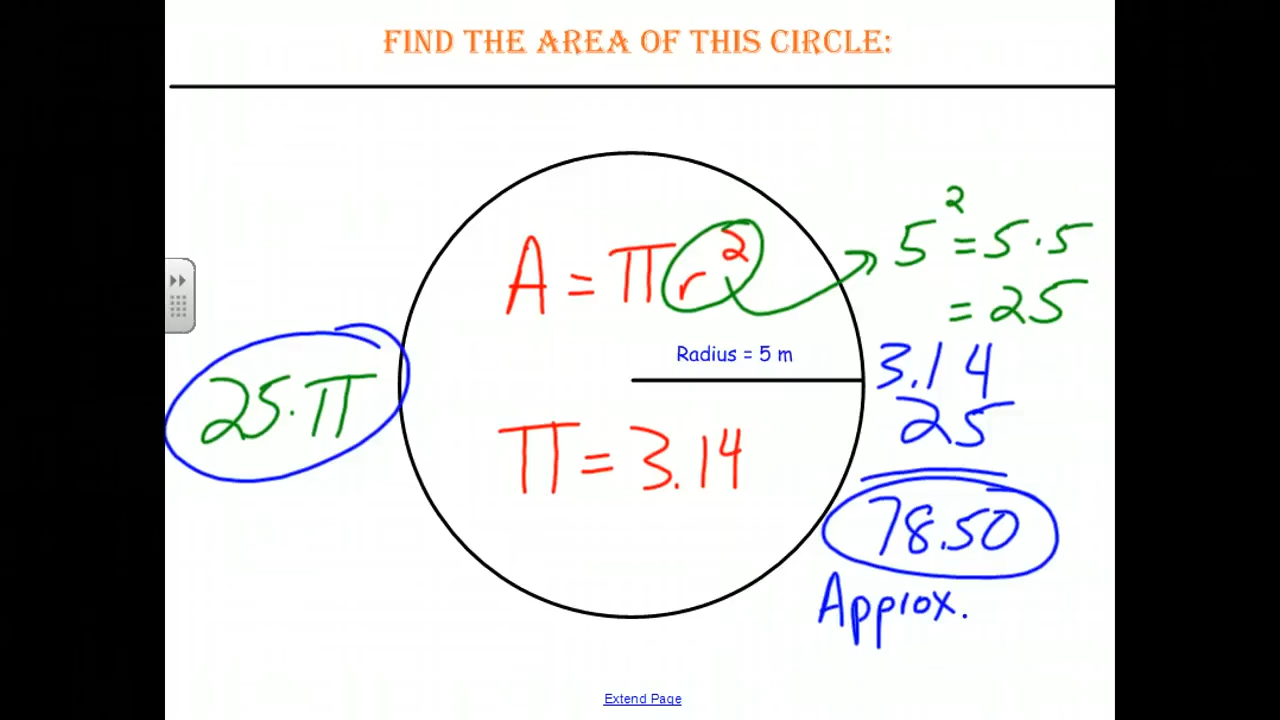 FIND THE AREA OF THIS CIRCLE:
A = πr²
5² = 5·5
= 25
Radius = 5 m
3.14
25
25·π
π = 3.14
78.50
Approx.
Extend Page